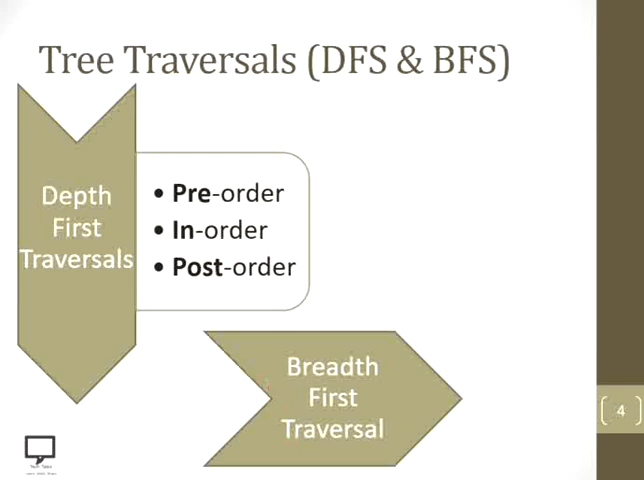 Tree Traversals (DFS & BFS)
Depth
First
Traversals
• Pre-order
• In-order
• Post-order
Breadth
First
Traversal
4